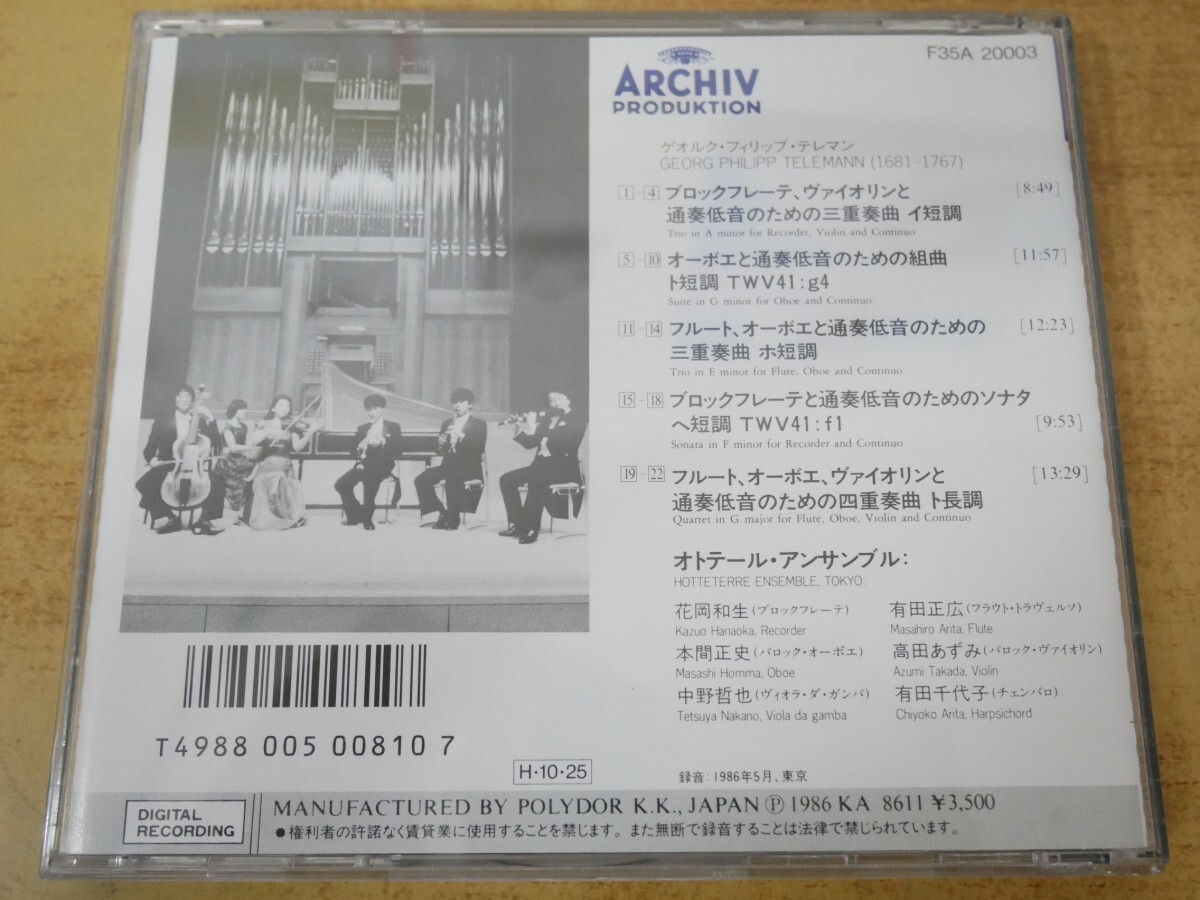 ARCHIV
PRODUKTION
F35A 20003
ゲオルク・フィリップ・テレマン
GEORG PHILIPP TELEMANN (1681-1767)
1-4 ブロックフレーテ、ヴァイオリンと [8:49]
通奏低音のための三重奏曲 イ短調
Trio in A minor for Recorder, Violin and Continuo
5-10 オーボエと通奏低音のための組曲 [11:57]
ト短調 TWV41:g4
Suite in G minor for Oboe and Continuo
11-14 フルート、オーボエと通奏低音のための [12:23]
三重奏曲 ホ短調
Trio in E minor for Flute, Oboe and Continuo
15-18 ブロックフレーテと通奏低音のためのソナタ
ヘ短調 TWV41:f1 [9:53]
Sonata in F minor for Recorder and Continuo
19-22 フルート、オーボエ、ヴァイオリンと [13:29]
通奏低音のための四重奏曲 ト長調
Quartet in G major for Flute, Oboe, Violin and Continuo
オトテール・アンサンブル:
HOTTETERRE ENSEMBLE, TOKYO:
花岡和生(ブロックフレーテ) 有田正広(フラウト・トラヴェルソ)
Kazuo Hanaoka, Recorder Masahiro Arita, Flute
本間正史(バロック・オーボエ) 高田あずみ(バロック・ヴァイオリン)
Masashi Homma, Oboe Azumi Takada, Violin
中野哲也(ヴィオラ・ダ・ガンバ) 有田千代子(チェンバロ)
Tetsuya Nakano, Viola da gamba Chiyoko Arita, Harpsichord
T4988 005 00810 7
H・10・25
録音:1986年5月、東京
DIGITAL
RECORDING
MANUFACTURED BY POLYDOR K.K., JAPAN Ⓟ 1986 KA 8611 ¥3,500
●権利者の許諾なく賃貸業に使用することを禁じます。また無断で録音することは法律で禁じられています。